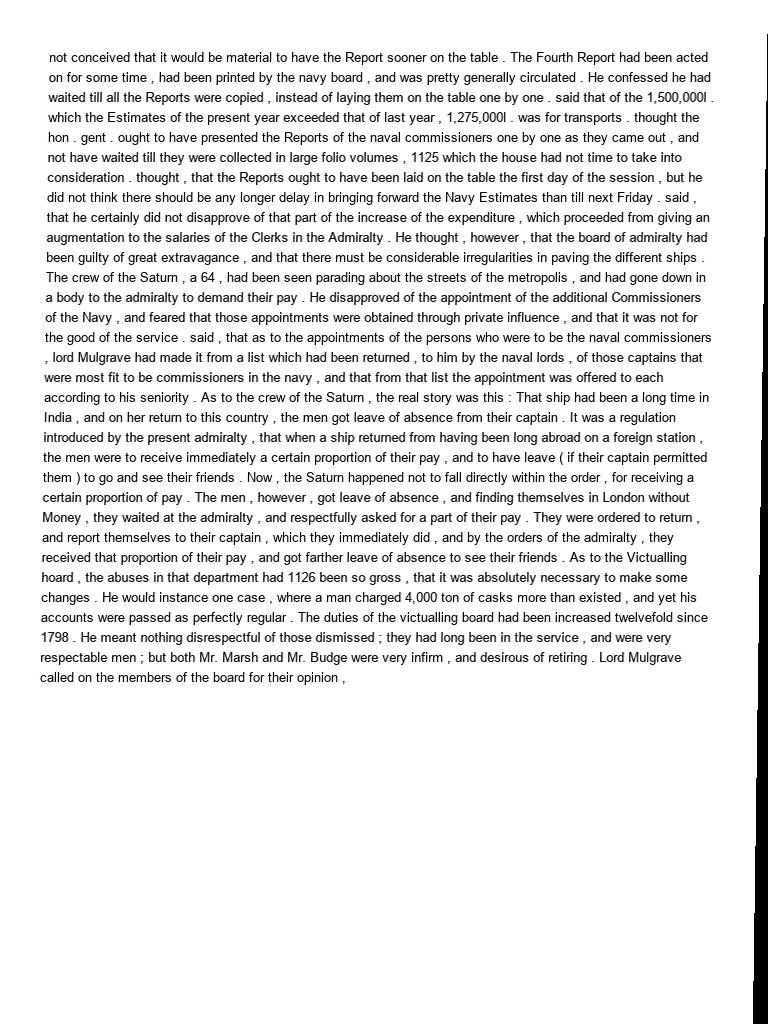 not conceived that it would be material to have the Report sooner on the table . The Fourth Report had been acted
on for some time , had been printed by the navy board , and was pretty generally circulated . He confessed he had
waited till all the Reports were copied , instead of laying them on the table one by one . said that of the 1,500,000l .
which the Estimates of the present year exceeded that of last year , 1,275,000l . was for transports . thought the
hon . gent . ought to have presented the Reports of the naval commissioners one by one as they came out , and
not have waited till they were collected in large folio volumes , 1125 which the house had not time to take into
consideration . thought , that the Reports ought to have been laid on the table the first day of the session , but he
did not think there should be any longer delay in bringing forward the Navy Estimates than till next Friday . said ,
that he certainly did not disapprove of that part of the increase of the expenditure , which proceeded from giving an
augmentation to the salaries of the Clerks in the Admiralty . He thought , however , that the board of admiralty had
been guilty of great extravagance , and that there must be considerable irregularities in paving the different ships .
The crew of the Saturn , a 64 , had been seen parading about the streets of the metropolis , and had gone down in
a body to the admiralty to demand their pay . He disapproved of the appointment of the additional Commissioners
of the Navy , and feared that those appointments were obtained through private influence , and that it was not for
the good of the service . said , that as to the appointments of the persons who were to be the naval commissioners
, lord Mulgrave had made it from a list which had been returned , to him by the naval lords , of those captains that
were most fit to be commissioners in the navy , and that from that list the appointment was offered to each
according to his seniority . As to the crew of the Saturn , the real story was this : That ship had been a long time in
India , and on her return to this country , the men got leave of absence from their captain . It was a regulation
introduced by the present admiralty , that when a ship returned from having been long abroad on a foreign station ,
the men were to receive immediately a certain proportion of their pay , and to have leave ( if their captain permitted
them ) to go and see their friends . Now , the Saturn happened not to fall directly within the order , for receiving a
certain proportion of pay . The men , however , got leave of absence , and finding themselves in London without
Money , they waited at the admiralty , and respectfully asked for a part of their pay . They were ordered to return ,
and report themselves to their captain , which they immediately did , and by the orders of the admiralty , they
received that proportion of their pay , and got farther leave of absence to see their friends . As to the Victualling
hoard , the abuses in that department had 1126 been so gross , that it was absolutely necessary to make some
changes . He would instance one case , where a man charged 4,000 ton of casks more than existed , and yet his
accounts were passed as perfectly regular . The duties of the victualling board had been increased twelvefold since
1798 . He meant nothing disrespectful of those dismissed ; they had long been in the service , and were very
respectable men ; but both Mr. Marsh and Mr. Budge were very infirm , and desirous of retiring . Lord Mulgrave
called on the members of the board for their opinion ,